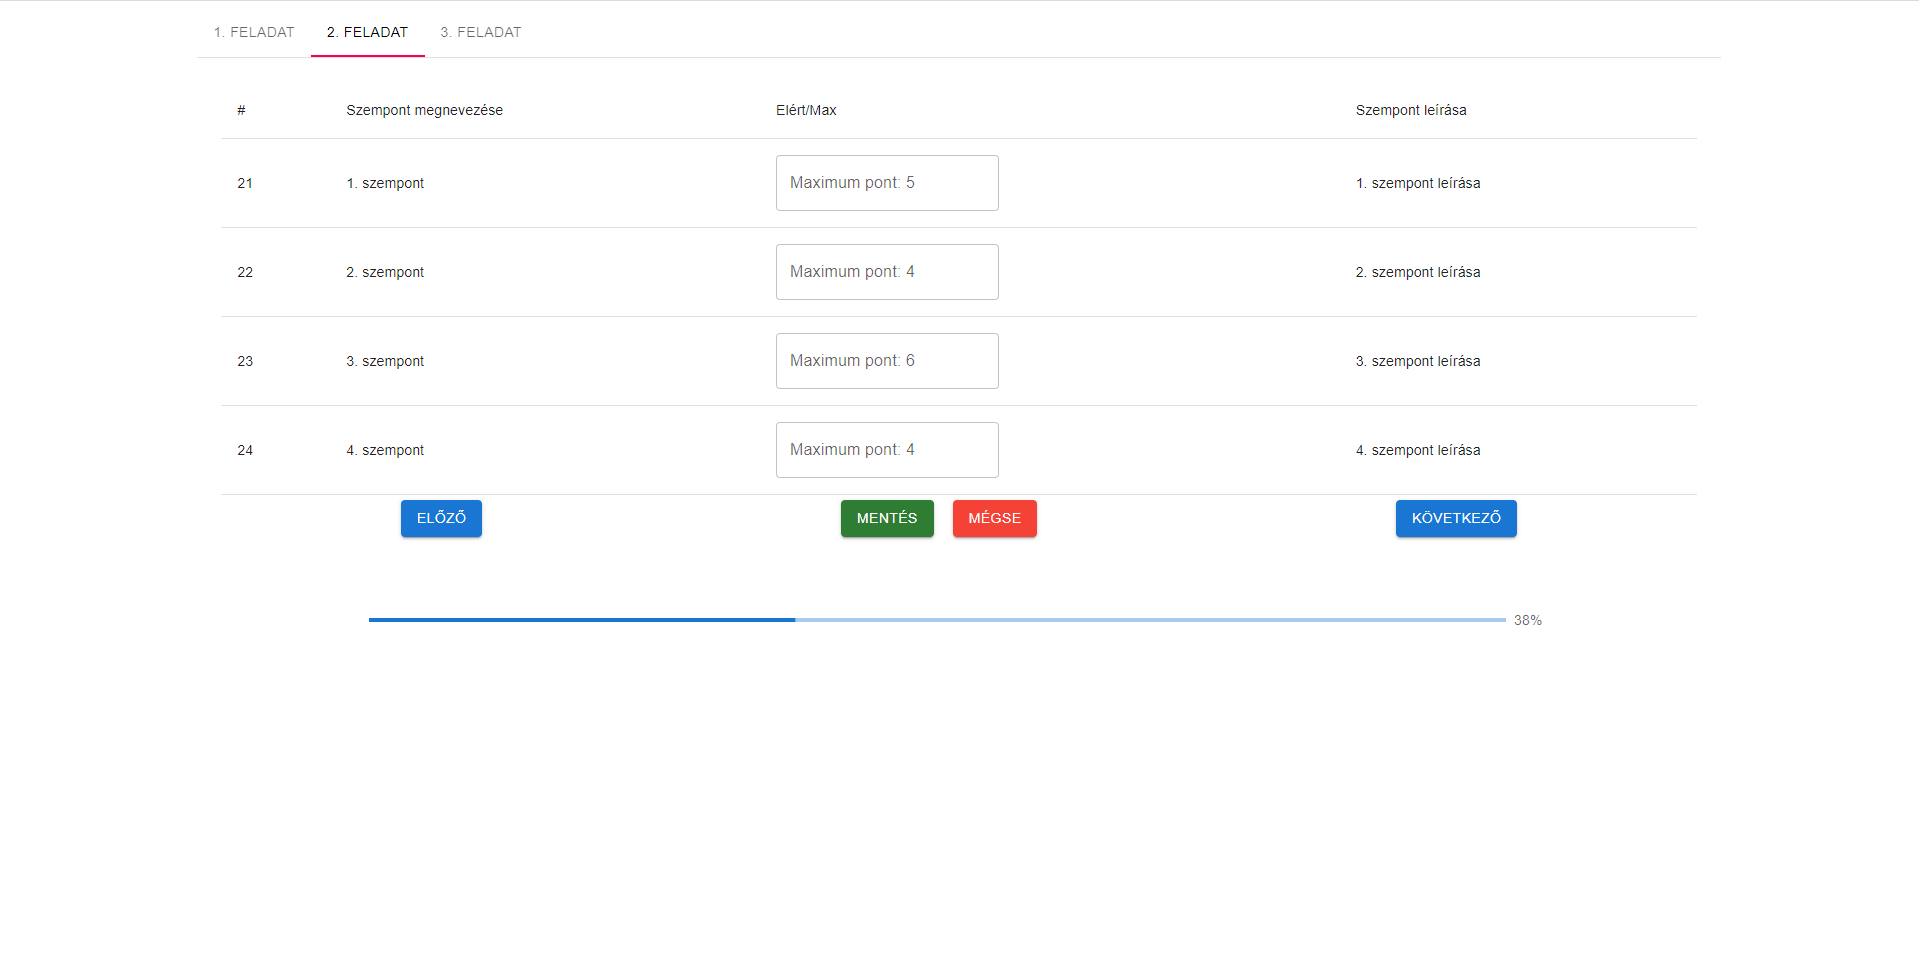 1. FELADAT 2. FELADAT 3. FELADAT
# Szempont megnevezése Elért/Max Szempont leírása
21 1. szempont Maximum pont: 5 1. szempont leírása
22 2. szempont Maximum pont: 4 2. szempont leírása
23 3. szempont Maximum pont: 6 3. szempont leírása
24 4. szempont Maximum pont: 4 4. szempont leírása
ELŐZŐ MENTÉS MÉGSE KÖVETKEZŐ
38%